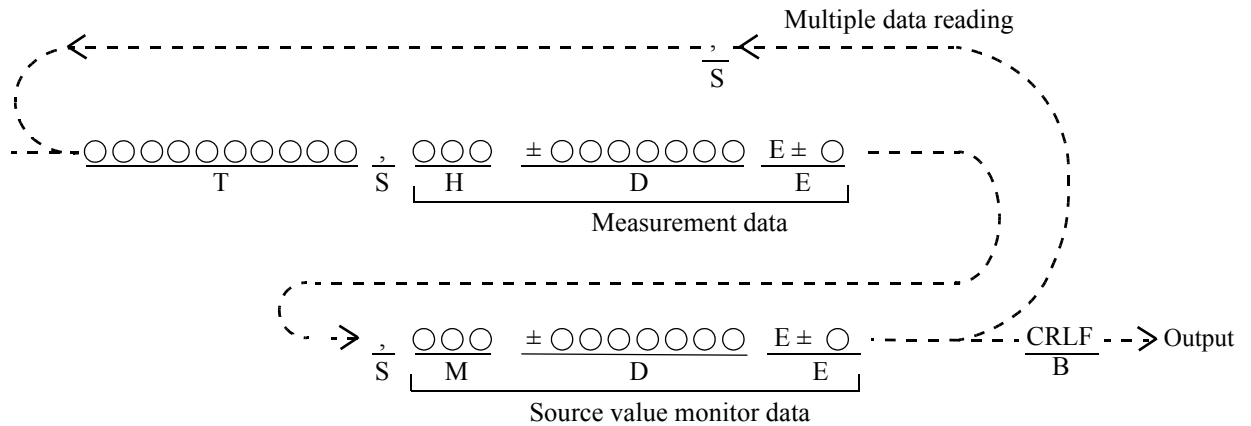 Multiple data reading
,
S
○○○○○○○○○○ , ○○○ ± ○○○○○○○ E ± ○
T S H D E
Measurement data
, ○○○ ± ○○○○○○○ E ± ○ CRLF Output
S M D E B
Source value monitor data